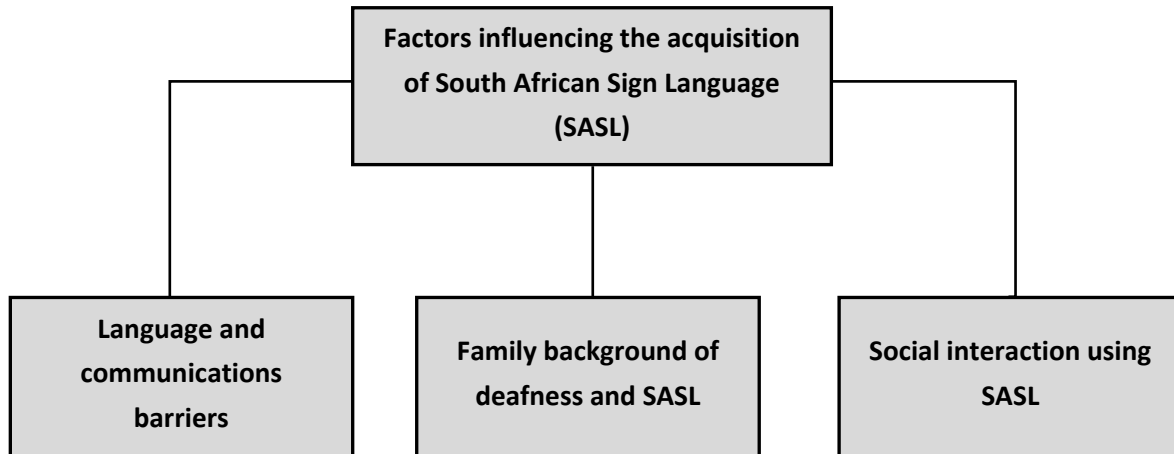 Factors influencing the acquisition
of South African Sign Language
(SASL)
Language and
communications
barriers
Family background of
deafness and SASL
Social interaction using
SASL